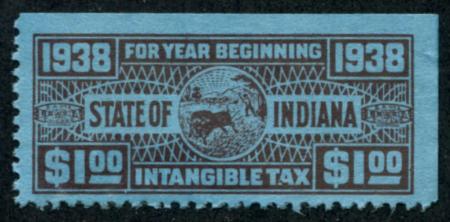 1938 FOR YEAR BEGINNING 1938
STATE OF INDIANA
$1.00 INTANGIBLE TAX $1.00